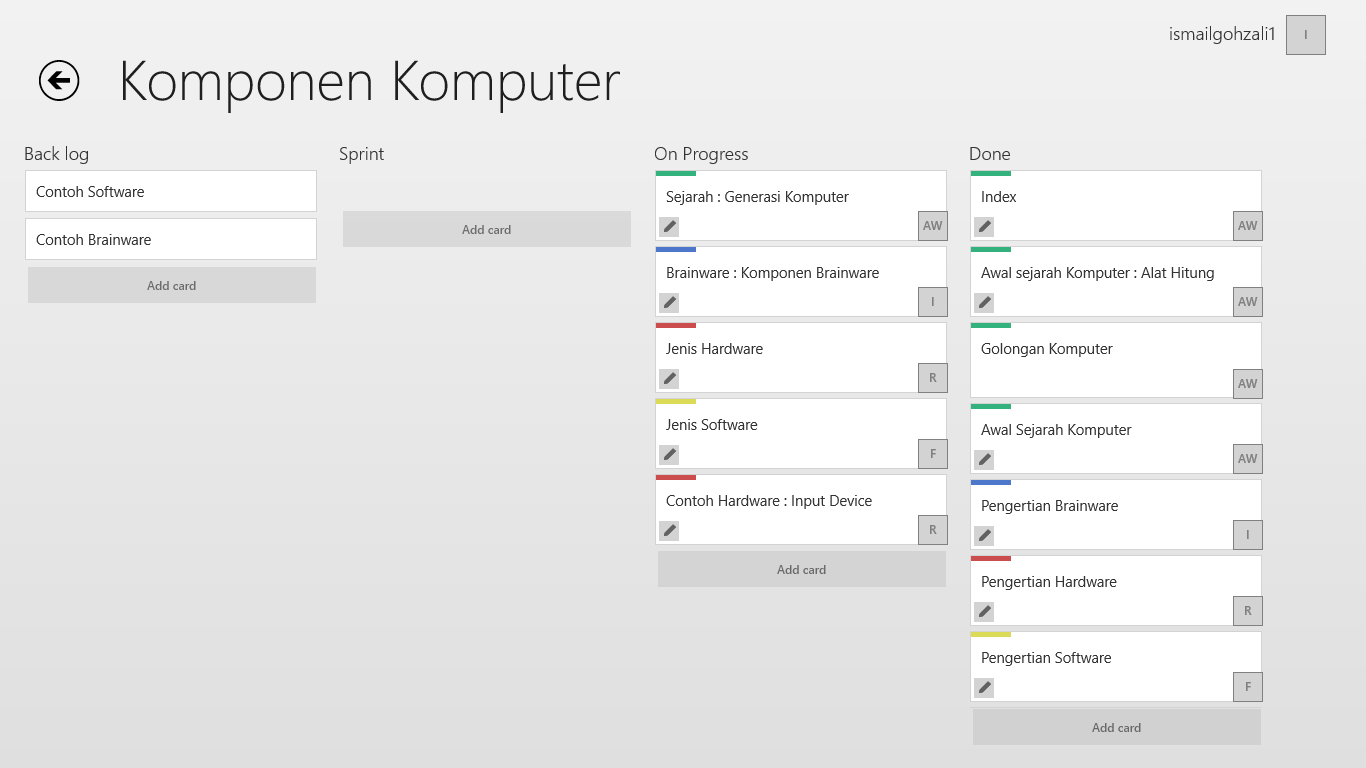 ismailgohzali1
I
Komponen Komputer
Back log
Contoh Software
Contoh Brainware
Add card
Sprint
Add card
On Progress
Sejarah : Generasi Komputer
AW
Brainware : Komponen Brainware
I
Jenis Hardware
R
Jenis Software
F
Contoh Hardware : Input Device
R
Add card
Done
Index
AW
Awal sejarah Komputer : Alat Hitung
AW
Golongan Komputer
AW
Awal Sejarah Komputer
AW
Pengertian Brainware
I
Pengertian Hardware
R
Pengertian Software
F
Add card